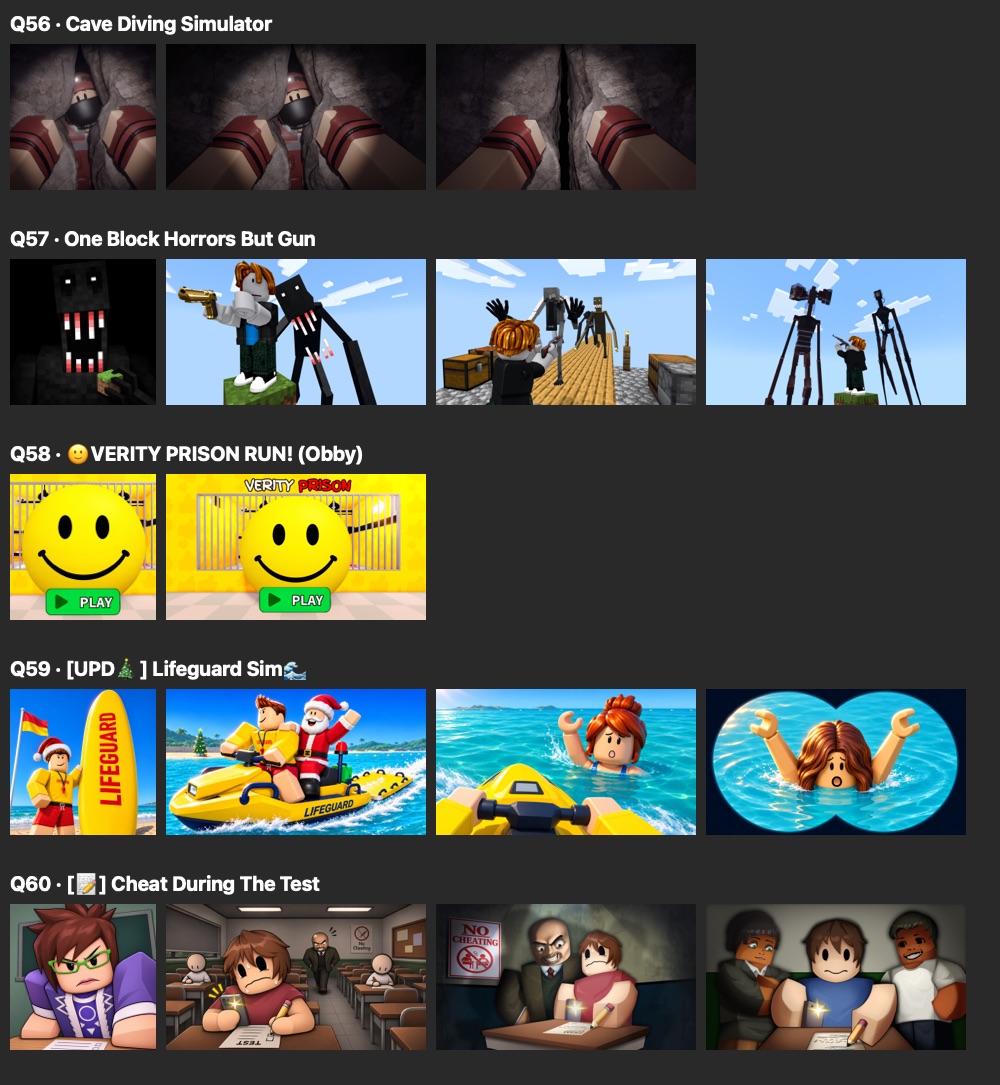 Q56 · Cave Diving Simulator
Q57 · One Block Horrors But Gun
Q58 · 🙂VERITY PRISON RUN! (Obby)
PLAY
VERITY PRISON
PLAY
Q59 · [UPD🎄] Lifeguard Sim🌊
LIFEGUARD
LIFEGUARD
Q60 · [📝] Cheat During The Test
No
Cheating
TEST
NO
CHEATING